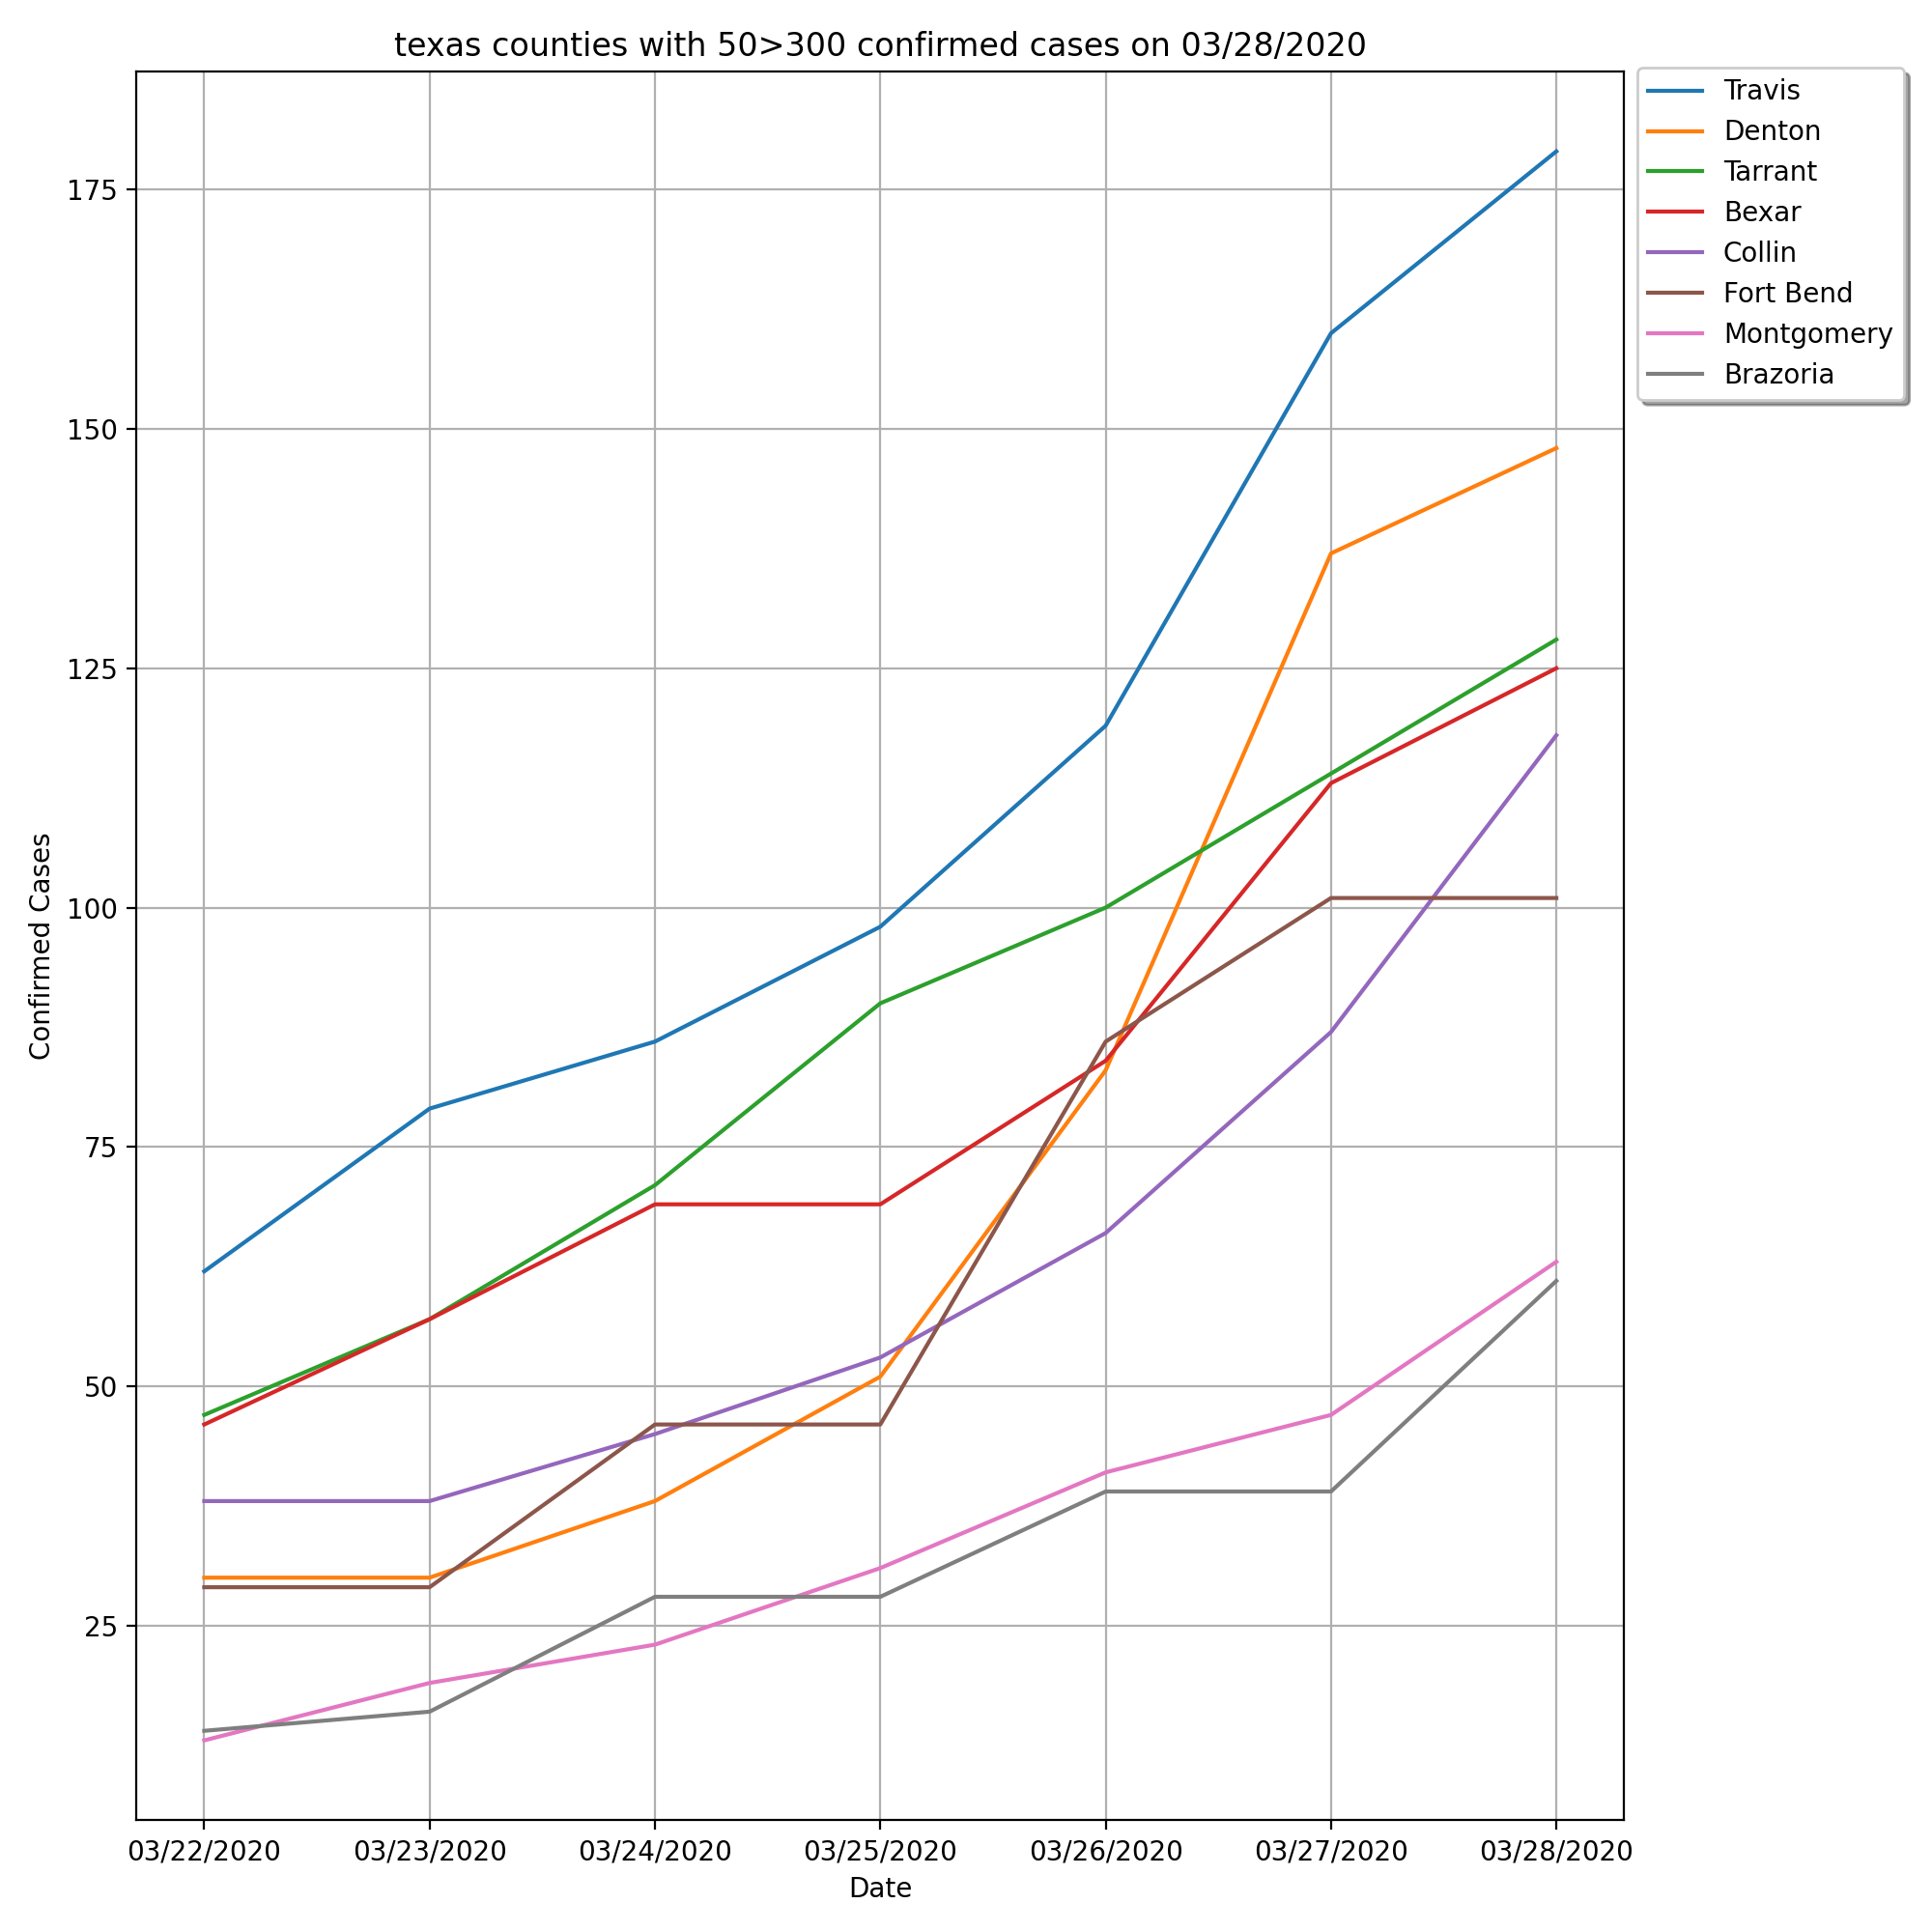 texas counties with 50>300 confirmed cases on 03/28/2020
Travis
Denton
Tarrant
Bexar
Collin
Fort Bend
Montgomery
Brazoria
175
150
125
100
75
50
25
Confirmed Cases
03/22/2020 03/23/2020 03/24/2020 03/25/2020 03/26/2020 03/27/2020 03/28/2020
Date